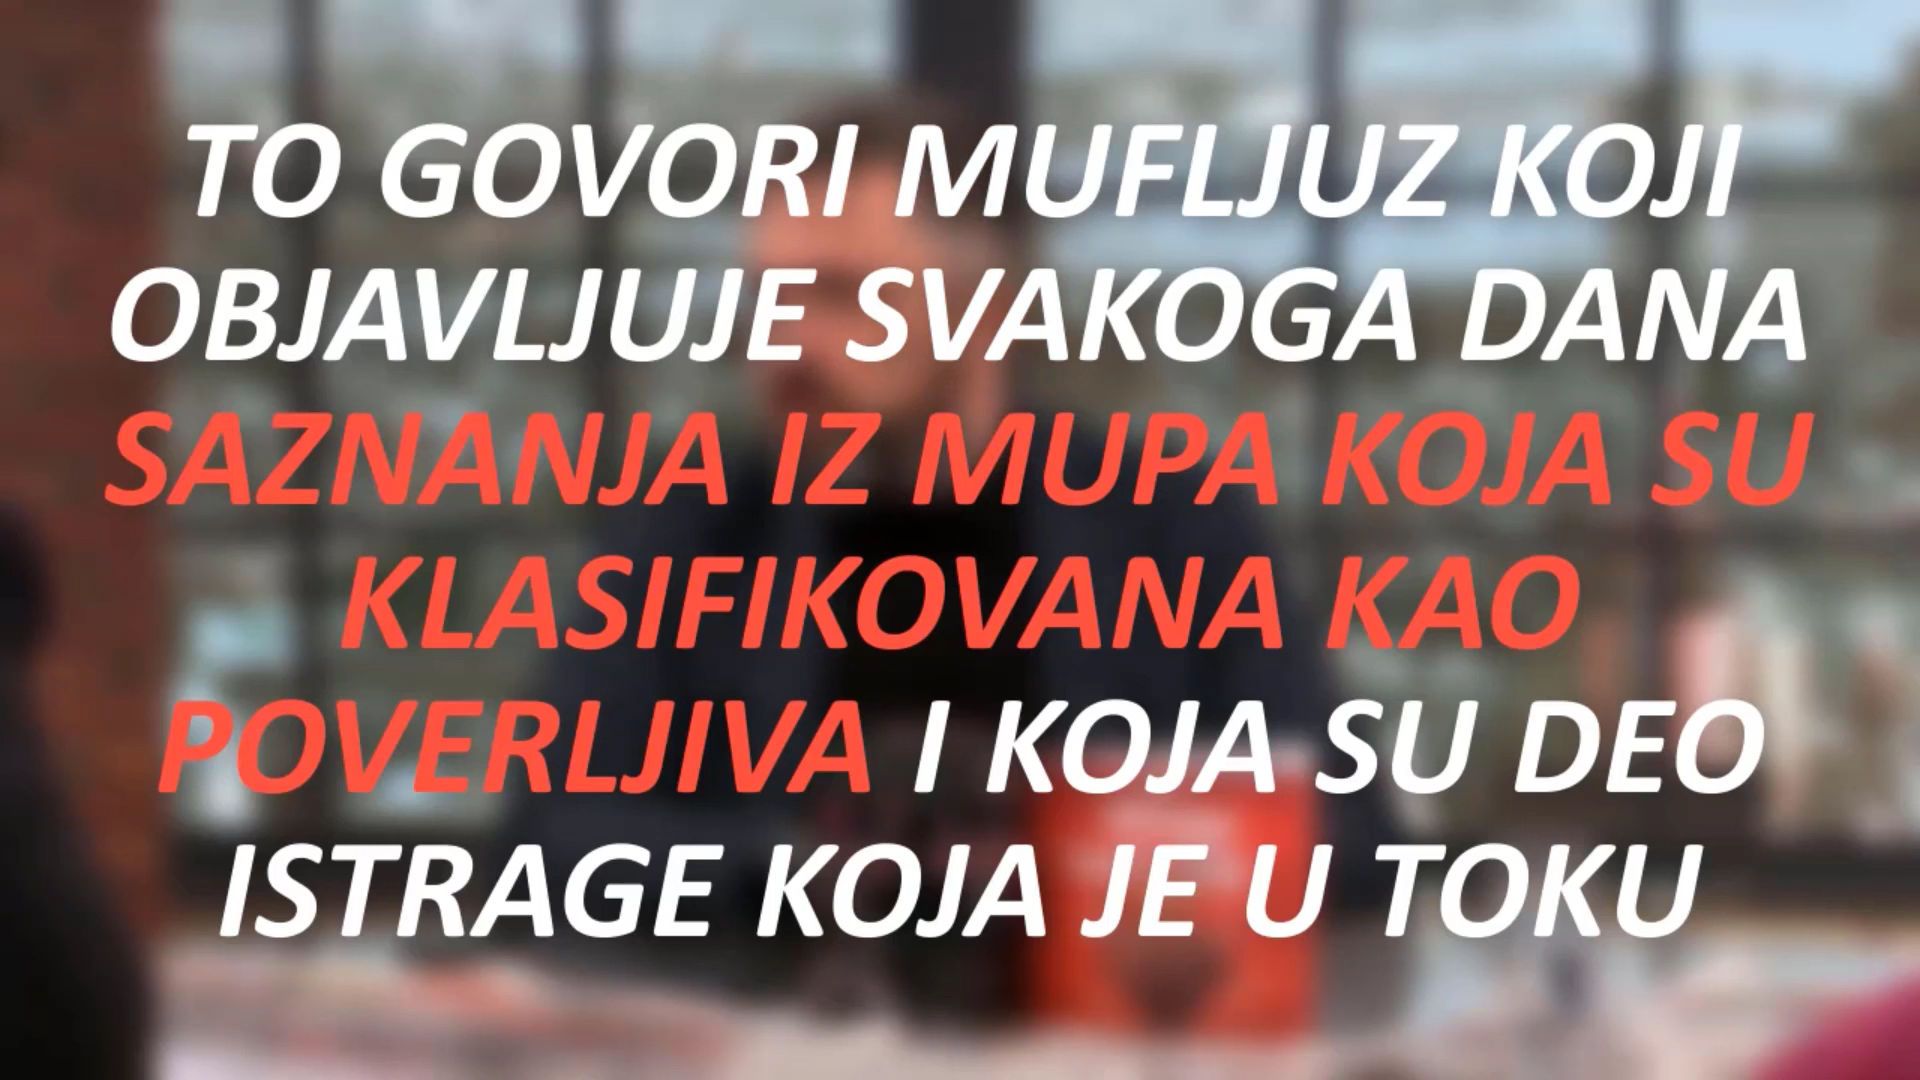 TO GOVORI MUFLJUZ KOJI
OBJAVLJUJE SVAKOGA DANA
SAZNANJA IZ MUPA KOJA SU
KLASIFIKOVANA KAO
POVERLJIVA I KOJA SU DEO
ISTRAGE KOJA JE U TOKU